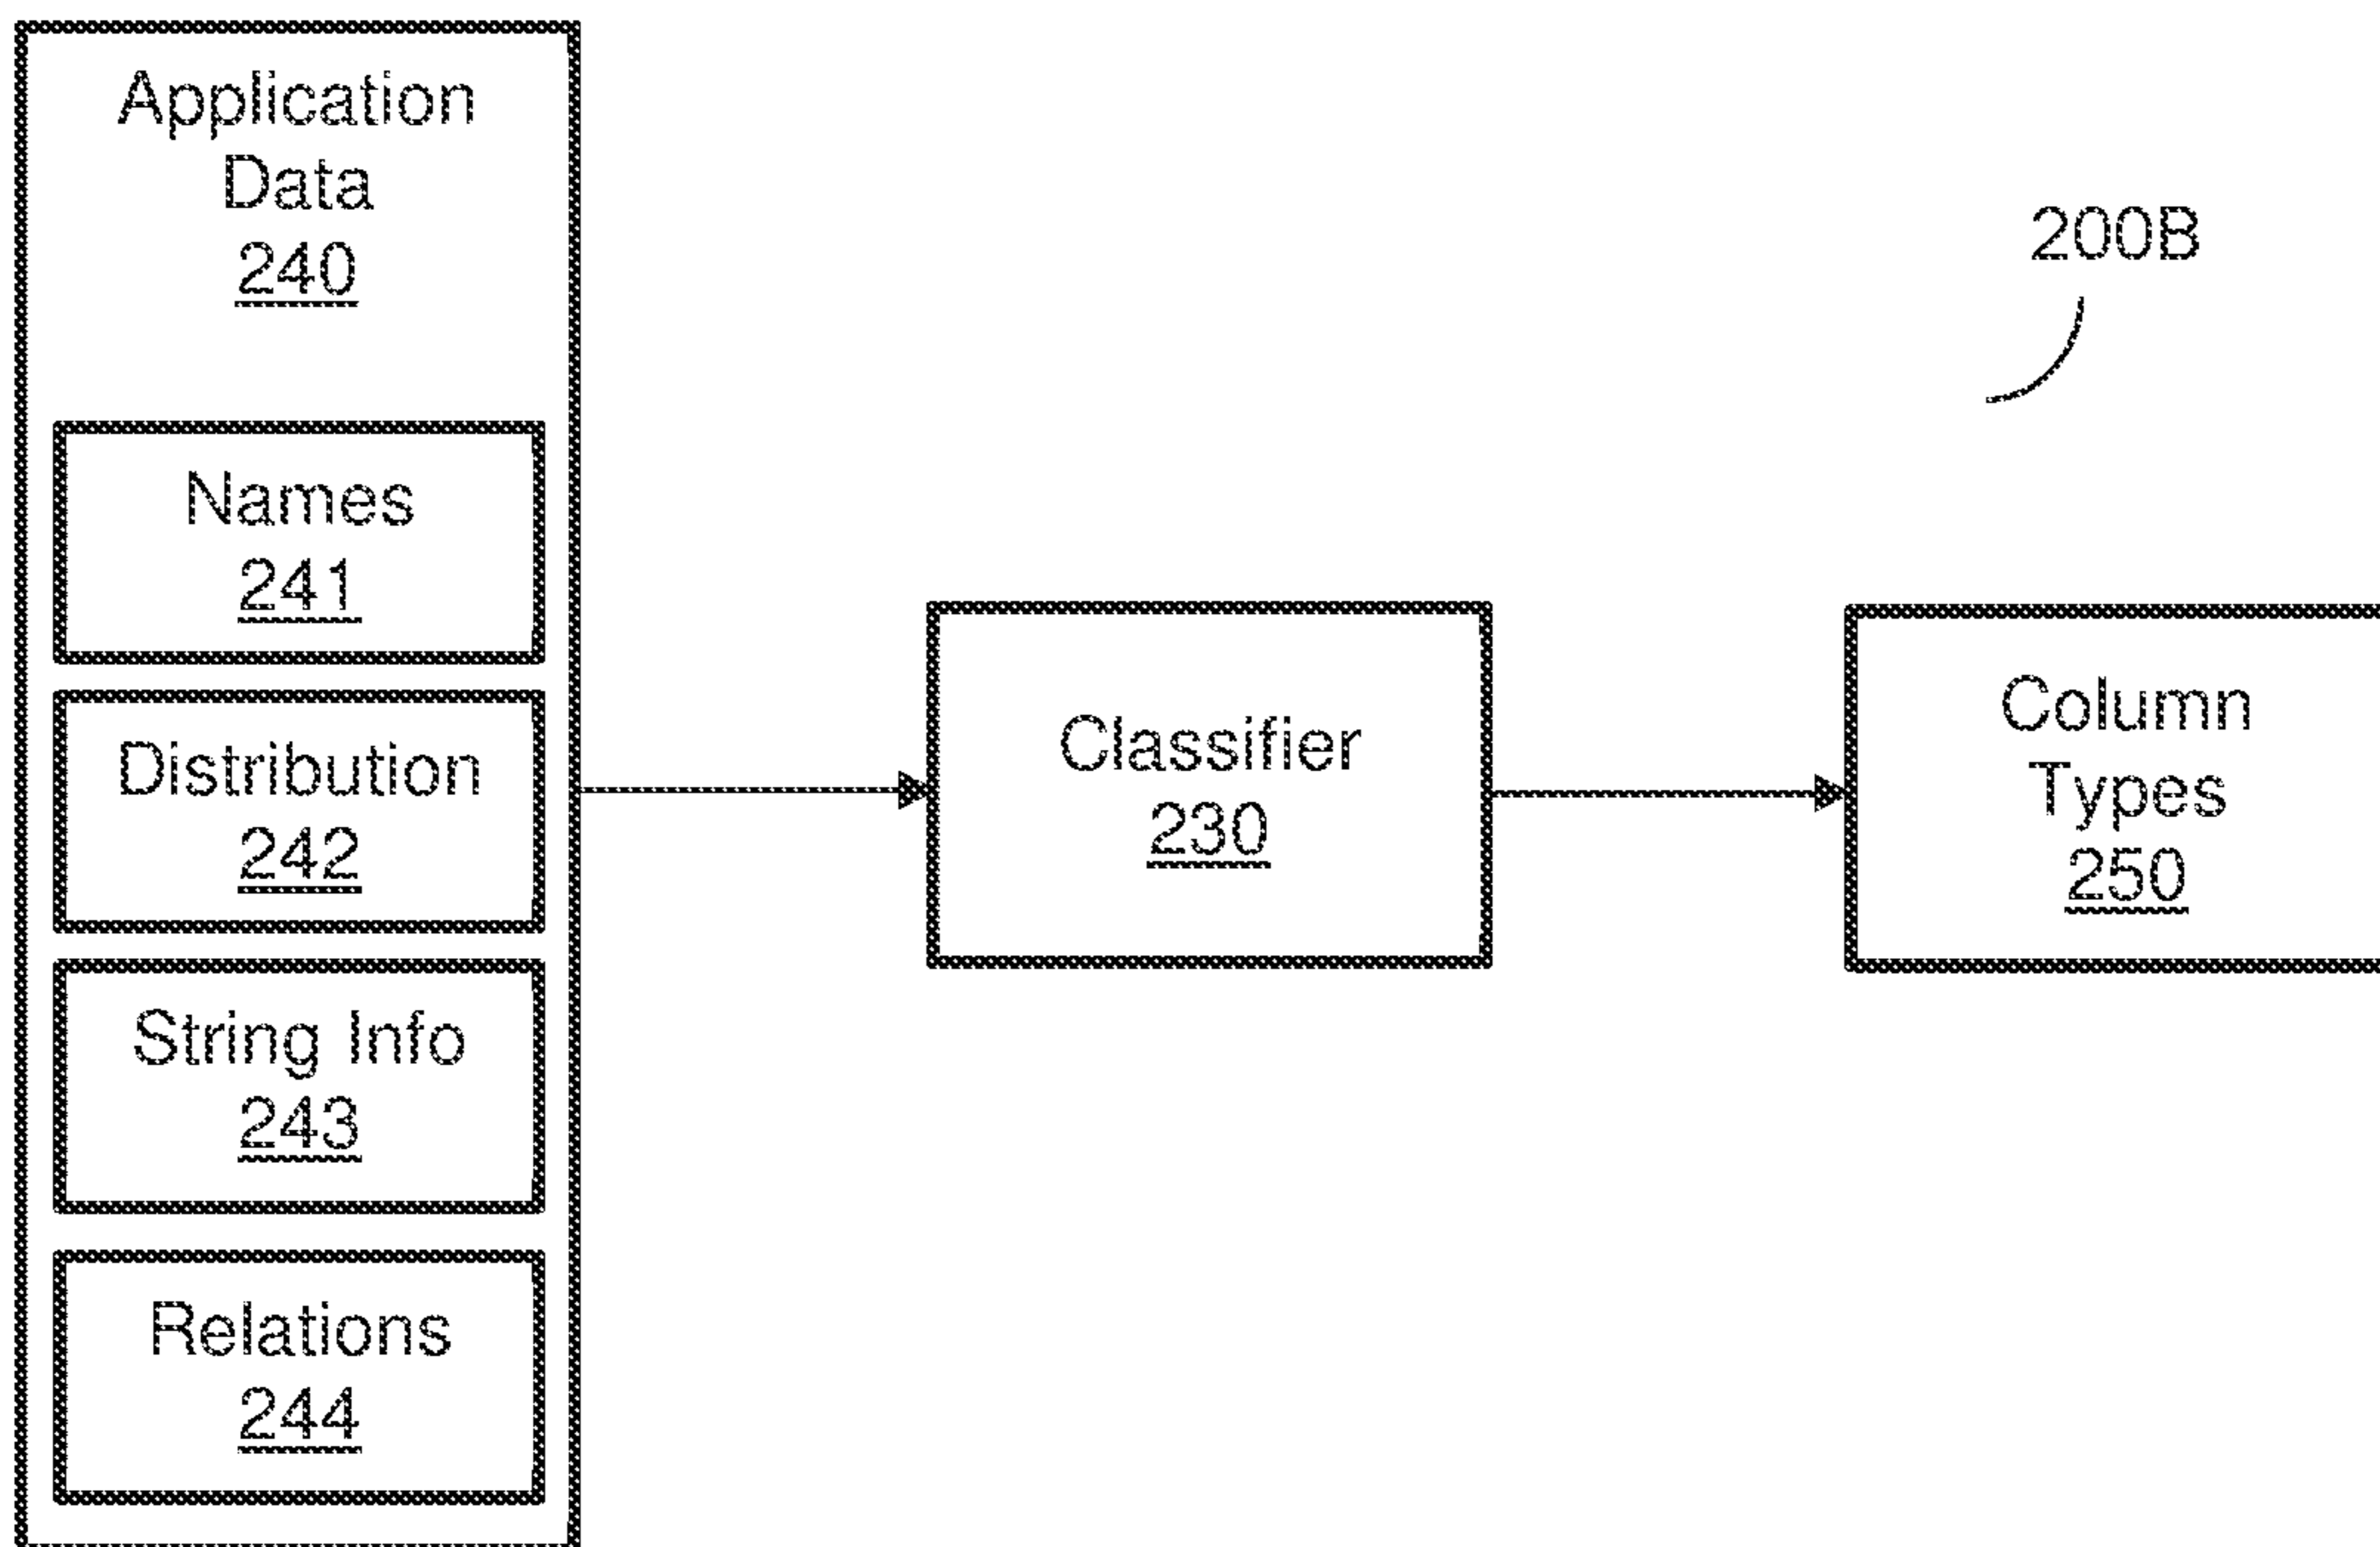 Application
Data
240
Names
241
Distribution
242
String Info
243
Relations
244
Classifier
230
200B
Column
Types
250